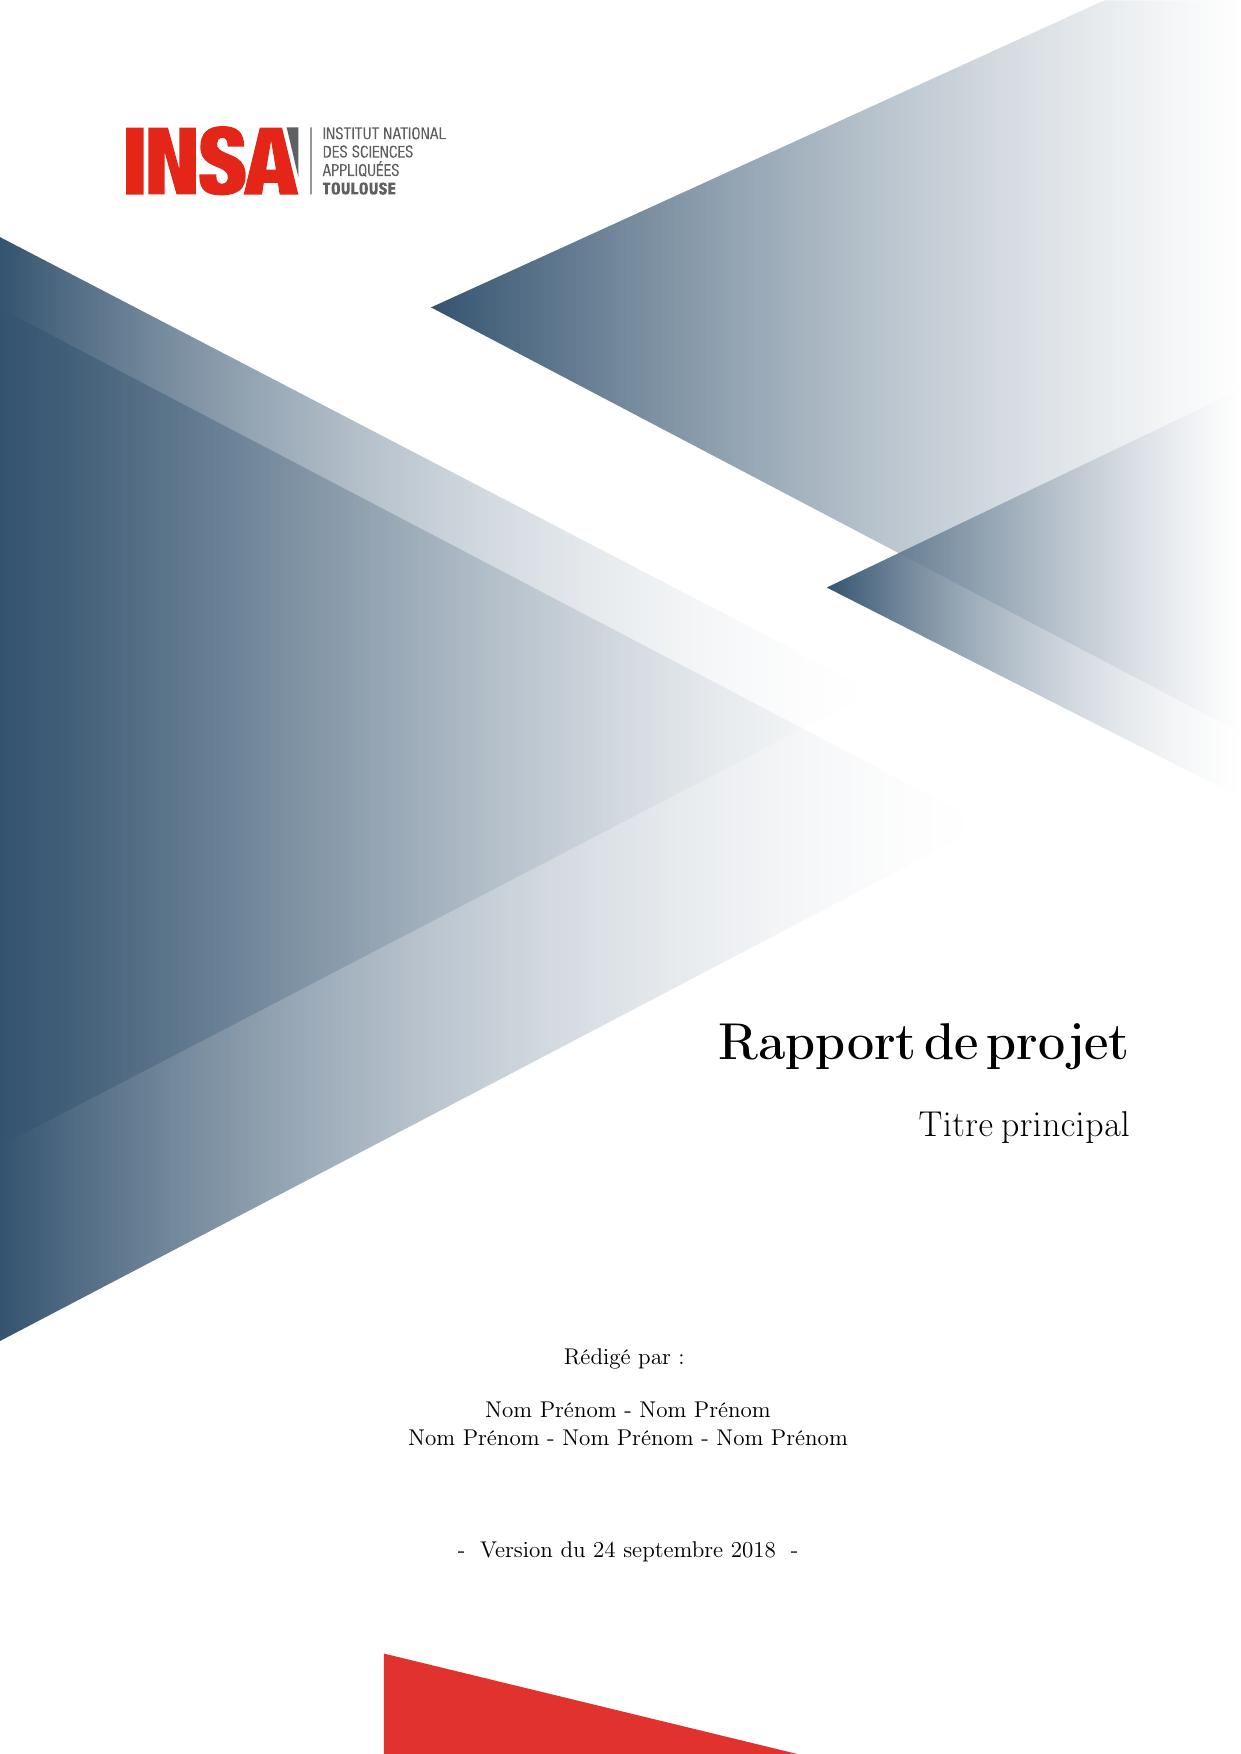 INSA
INSTITUT NATIONAL
DES SCIENCES
APPLIQUÉES
TOULOUSE
Rapport de projet
Titre principal
Rédigé par :
Nom Prénom - Nom Prénom
Nom Prénom - Nom Prénom - Nom Prénom
- Version du 24 septembre 2018 -